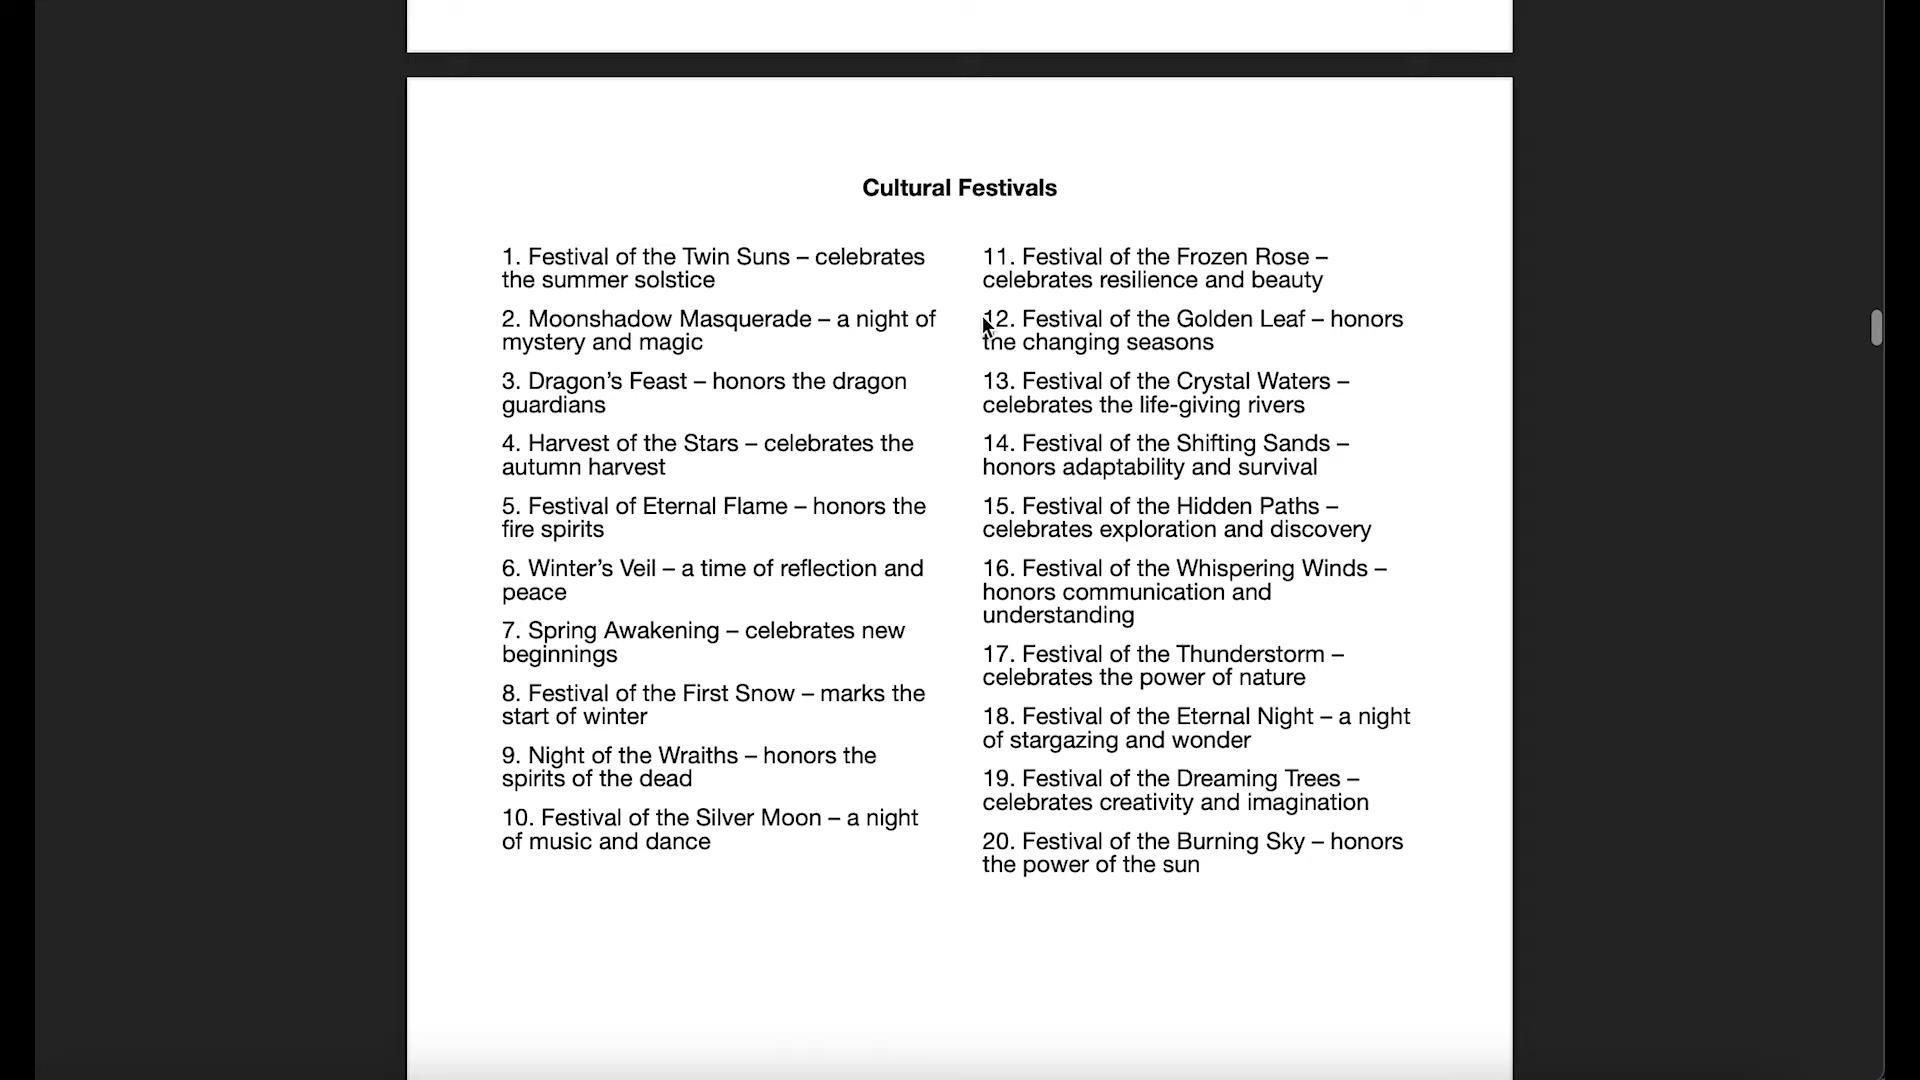 Cultural Festivals
1. Festival of the Twin Suns – celebrates
the summer solstice
2. Moonshadow Masquerade – a night of
mystery and magic
3. Dragon’s Feast – honors the dragon
guardians
4. Harvest of the Stars – celebrates the
autumn harvest
5. Festival of Eternal Flame – honors the
fire spirits
6. Winter’s Veil – a time of reflection and
peace
7. Spring Awakening – celebrates new
beginnings
8. Festival of the First Snow – marks the
start of winter
9. Night of the Wraiths – honors the
spirits of the dead
10. Festival of the Silver Moon – a night
of music and dance
11. Festival of the Frozen Rose –
celebrates resilience and beauty
12. Festival of the Golden Leaf – honors
the changing seasons
13. Festival of the Crystal Waters –
celebrates the life-giving rivers
14. Festival of the Shifting Sands –
honors adaptability and survival
15. Festival of the Hidden Paths –
celebrates exploration and discovery
16. Festival of the Whispering Winds –
honors communication and
understanding
17. Festival of the Thunderstorm –
celebrates the power of nature
18. Festival of the Eternal Night – a night
of stargazing and wonder
19. Festival of the Dreaming Trees –
celebrates creativity and imagination
20. Festival of the Burning Sky – honors
the power of the sun